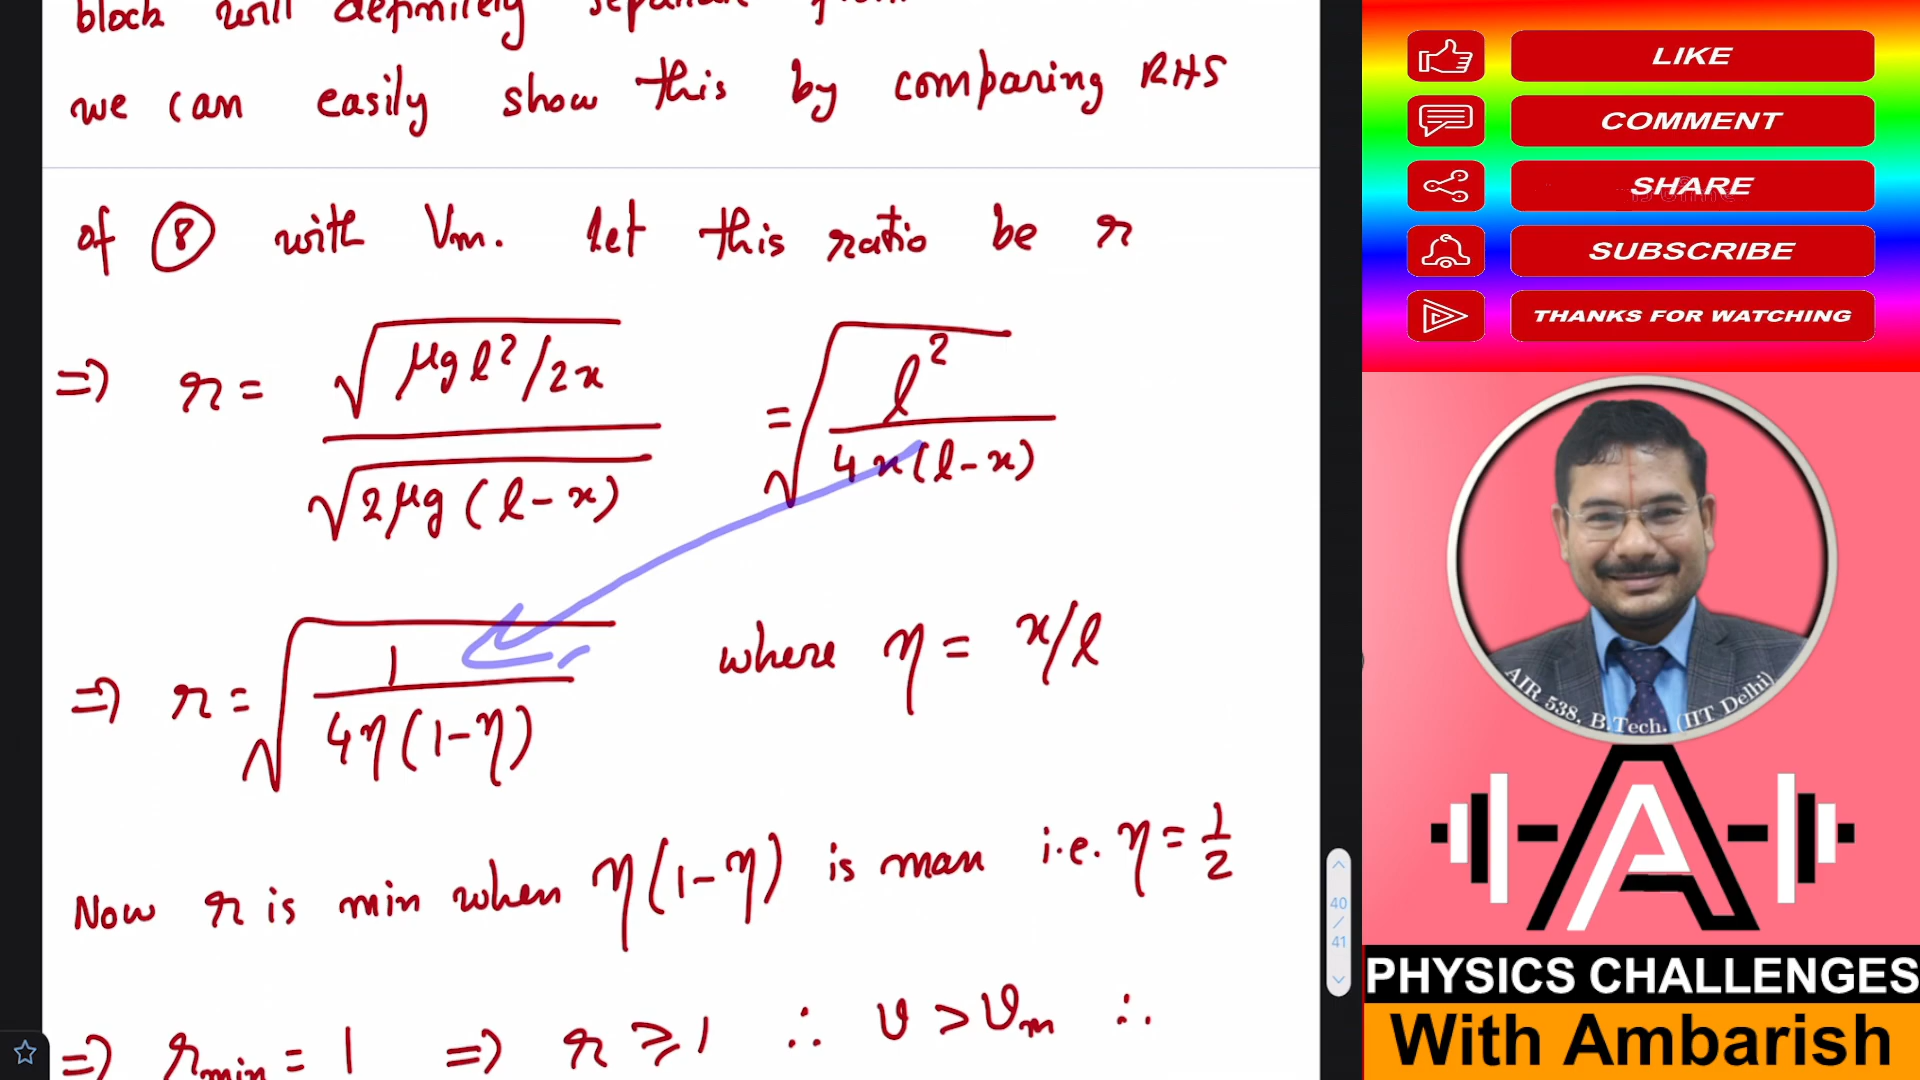 block will definitely separate from
we can easily show this by comparing RHS
of ⑧ with Vm. let this ratio be r
⇒ r = √(μgl²/2x) / √(2μg(l-x)) = √(l² / 4x(l-x))
⇒ r = √(1 / 4η(1-η)) where η = x/l
Now r is min when η(1-η) is max i.e. η = 1/2
⇒ rmin = 1 ⇒ r ≥ 1 ∴ v > vm ∴
40
/
41
LIKE
COMMENT
SHARE
SUBSCRIBE
THANKS FOR WATCHING
AIR 538, B.Tech. (IIT Delhi)
A
PHYSICS CHALLENGES
With Ambarish